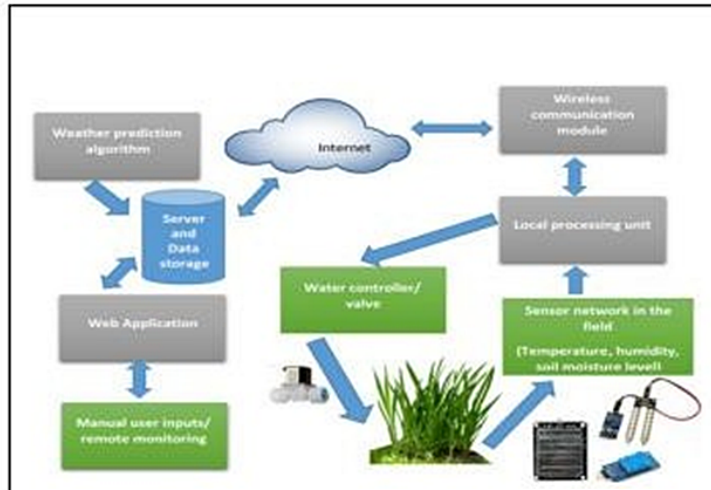 Weather prediction
algorithm
Internet
Wireless
communication
module
Server
and
Data
storage
Local processing unit
Water controller/
valve
Web Application
Sensor network in the
field
(Temperature, humidity,
soil moisture level)
Manual user inputs/
remote monitoring